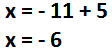 x = - 11 + 5
x = - 6